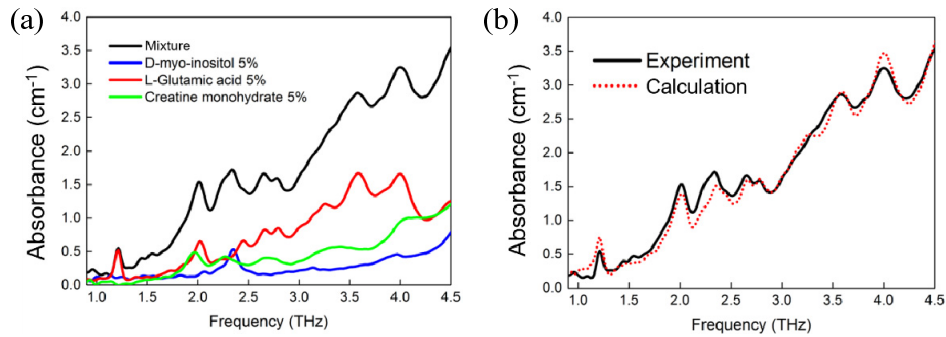 (a)
Absorbance (cm⁻¹)
4.0
3.5
3.0
2.5
2.0
1.5
1.0
0.5
0.0
Mixture
D-myo-inositol 5%
L-Glutamic acid 5%
Creatine monohydrate 5%
1.0 1.5 2.0 2.5 3.0 3.5 4.0 4.5
Frequency (THz)
(b)
Absorbance (cm⁻¹)
4.0
3.5
3.0
2.5
2.0
1.5
1.0
0.5
0.0
Experiment
Calculation
1.0 1.5 2.0 2.5 3.0 3.5 4.0 4.5
Frequency (THz)